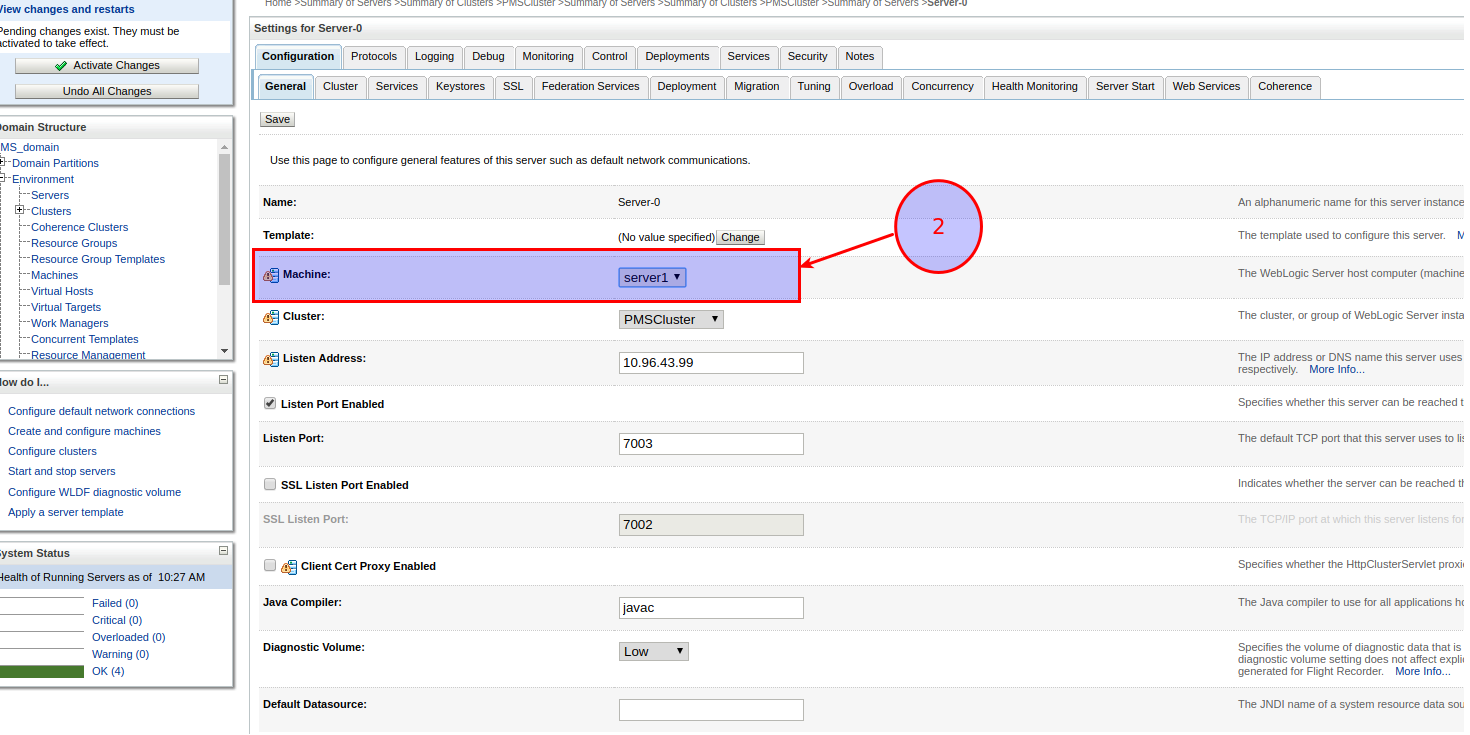 Home >Summary of Servers >Summary of Clusters >PMSCluster >Summary of Servers >Summary of Clusters >PMSCluster >Summary of Servers >Server-0
View changes and restarts
Pending changes exist. They must be
activated to take effect.
Activate Changes
Undo All Changes
Domain Structure
MS_domain
Domain Partitions
Environment
Servers
Clusters
Coherence Clusters
Resource Groups
Resource Group Templates
Machines
Virtual Hosts
Virtual Targets
Work Managers
Concurrent Templates
Resource Management
How do I...
Configure default network connections
Create and configure machines
Configure clusters
Start and stop servers
Configure WLDF diagnostic volume
Apply a server template
System Status
Health of Running Servers as of 10:27 AM
Failed (0)
Critical (0)
Overloaded (0)
Warning (0)
OK (4)
Settings for Server-0
Configuration Protocols Logging Debug Monitoring Control Deployments Services Security Notes
General Cluster Services Keystores SSL Federation Services Deployment Migration Tuning Overload Concurrency Health Monitoring Server Start Web Services Coherence
Save
Use this page to configure general features of this server such as default network communications.
Name: Server-0 An alphanumeric name for this server instance
Template: (No value specified) Change The template used to configure this server. M
2
Machine: server1 The WebLogic Server host computer (machine
Cluster: PMSCluster The cluster, or group of WebLogic Server insta
Listen Address: 10.96.43.99 The IP address or DNS name this server uses
respectively. More Info...
Listen Port Enabled Specifies whether this server can be reached t
Listen Port: 7003 The default TCP port that this server uses to lis
SSL Listen Port Enabled Indicates whether the server can be reached th
SSL Listen Port: 7002 The TCP/IP port at which this server listens for
Client Cert Proxy Enabled Specifies whether the HttpClusterServlet proxie
Java Compiler: javac The Java compiler to use for all applications ho
Diagnostic Volume: Low Specifies the volume of diagnostic data that is
diagnostic volume setting does not affect explic
generated for Flight Recorder. More Info...
Default Datasource: The JNDI name of a system resource data sou